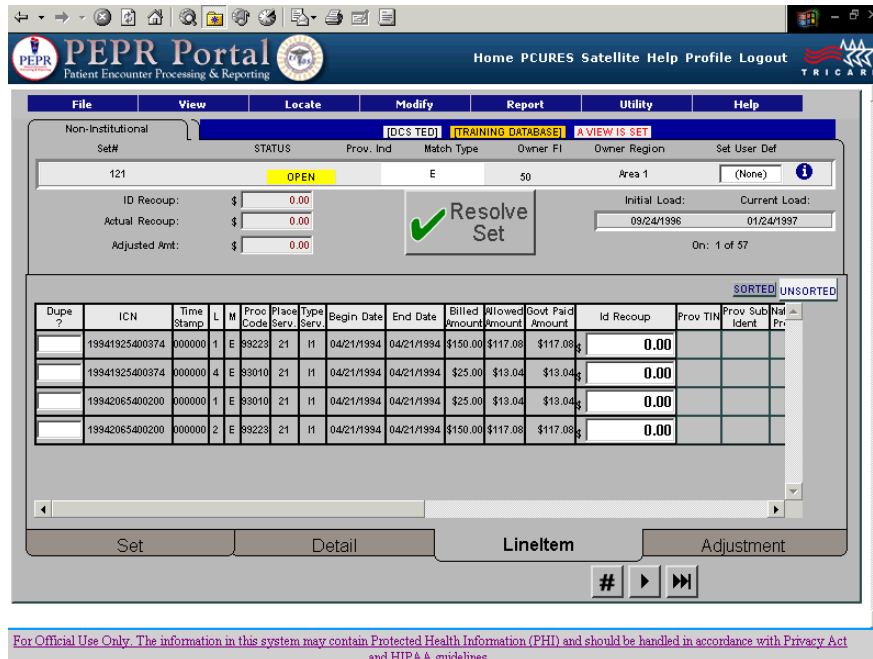 PEPR
PEPR Portal
Patient Encounter Processing & Reporting
Home PCURES Satellite Help Profile Logout
TRICAR
File View Locate Modify Report Utility Help
Non-Institutional
[DCS TED] [TRAINING DATABASE] A VIEW IS SET
Set# STATUS Prov. Ind Match Type Owner FI Owner Region Set User Def
121 OPEN E 50 Area 1 (None)
ID Recoup: $ 0.00
Actual Recoup: $ 0.00
Adjusted Amt: $ 0.00
Resolve Set
Initial Load: Current Load:
09/24/1996 01/24/1997
On: 1 of 57
SORTED UNSORTED
Dupe ? ICN Time Stamp L M Proc Code Place Serv. Type Serv. Begin Date End Date Billed Amount Allowed Amount Govt Paid Amount Id Recoup Prov TIN Prov Sub Ident Nat Pr
19941925400374 000000 1 E 99223 21 I1 04/21/1994 04/21/1994 $150.00 $117.08 $117.08 $ 0.00
19941925400374 000000 4 E 93010 21 I1 04/21/1994 04/21/1994 $25.00 $13.04 $13.04 $ 0.00
19942065400200 000000 1 E 93010 21 I1 04/21/1994 04/21/1994 $25.00 $13.04 $13.04 $ 0.00
19942065400200 000000 2 E 99223 21 I1 04/21/1994 04/21/1994 $150.00 $117.08 $117.08 $ 0.00
Set Detail LineItem Adjustment
#
For Official Use Only. The information in this system may contain Protected Health Information (PHI) and should be handled in accordance with Privacy Act
and HIPAA guidelines